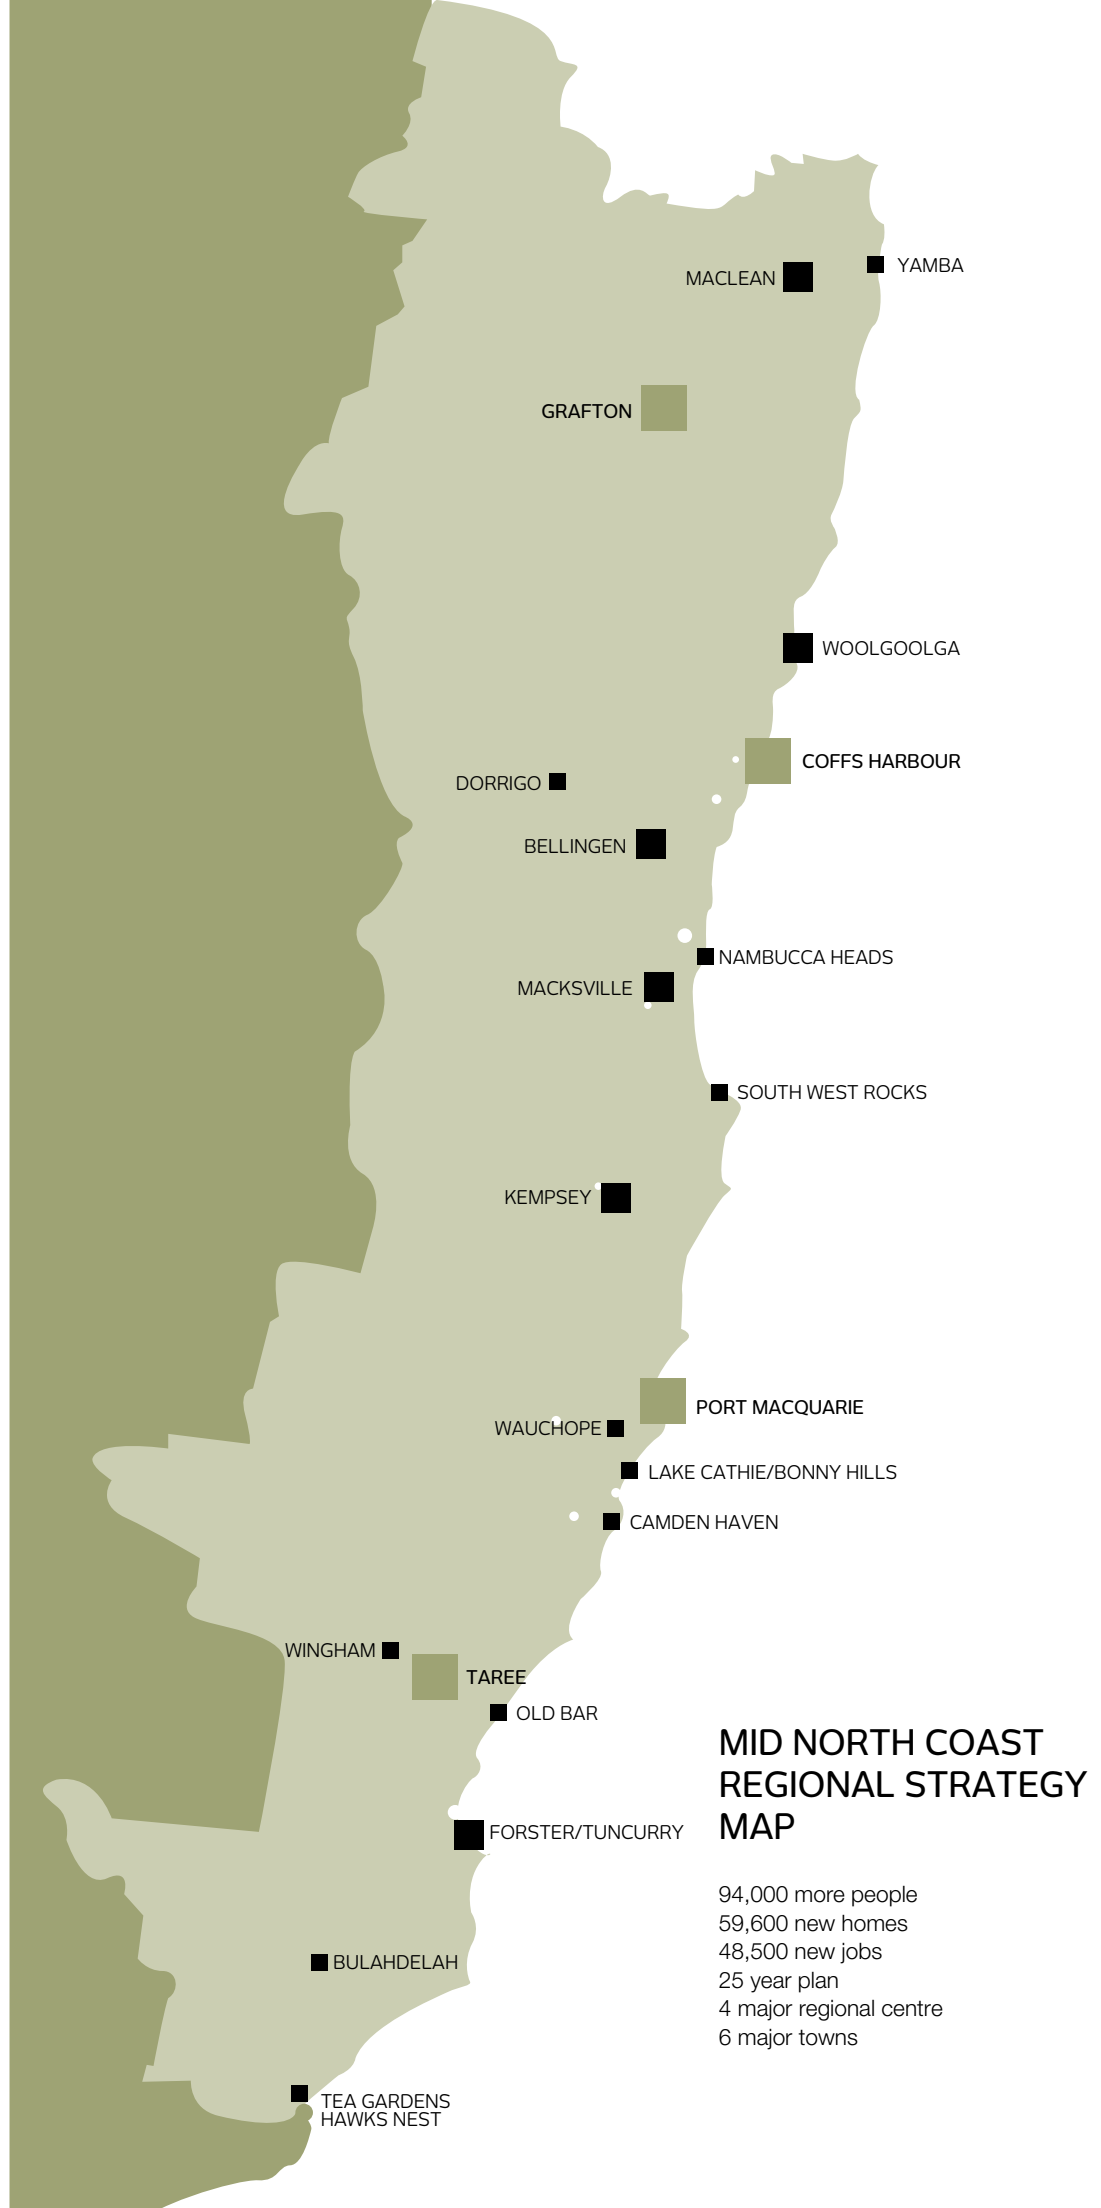 YAMBA
MACLEAN
GRAFTON
WOOLGOOLGA
COFFS HARBOUR
DORRIGO
BELLINGEN
NAMBUCCA HEADS
MACKSVILLE
SOUTH WEST ROCKS
KEMPSEY
PORT MACQUARIE
WAUCHOPE
LAKE CATHIE/BONNY HILLS
CAMDEN HAVEN
WINGHAM
TAREE
OLD BAR
FORSTER/TUNCURRY
BULAHDELAH
TEA GARDENS
HAWKS NEST
MID NORTH COAST
REGIONAL STRATEGY
MAP
94,000 more people
59,600 new homes
48,500 new jobs
25 year plan
4 major regional centre
6 major towns